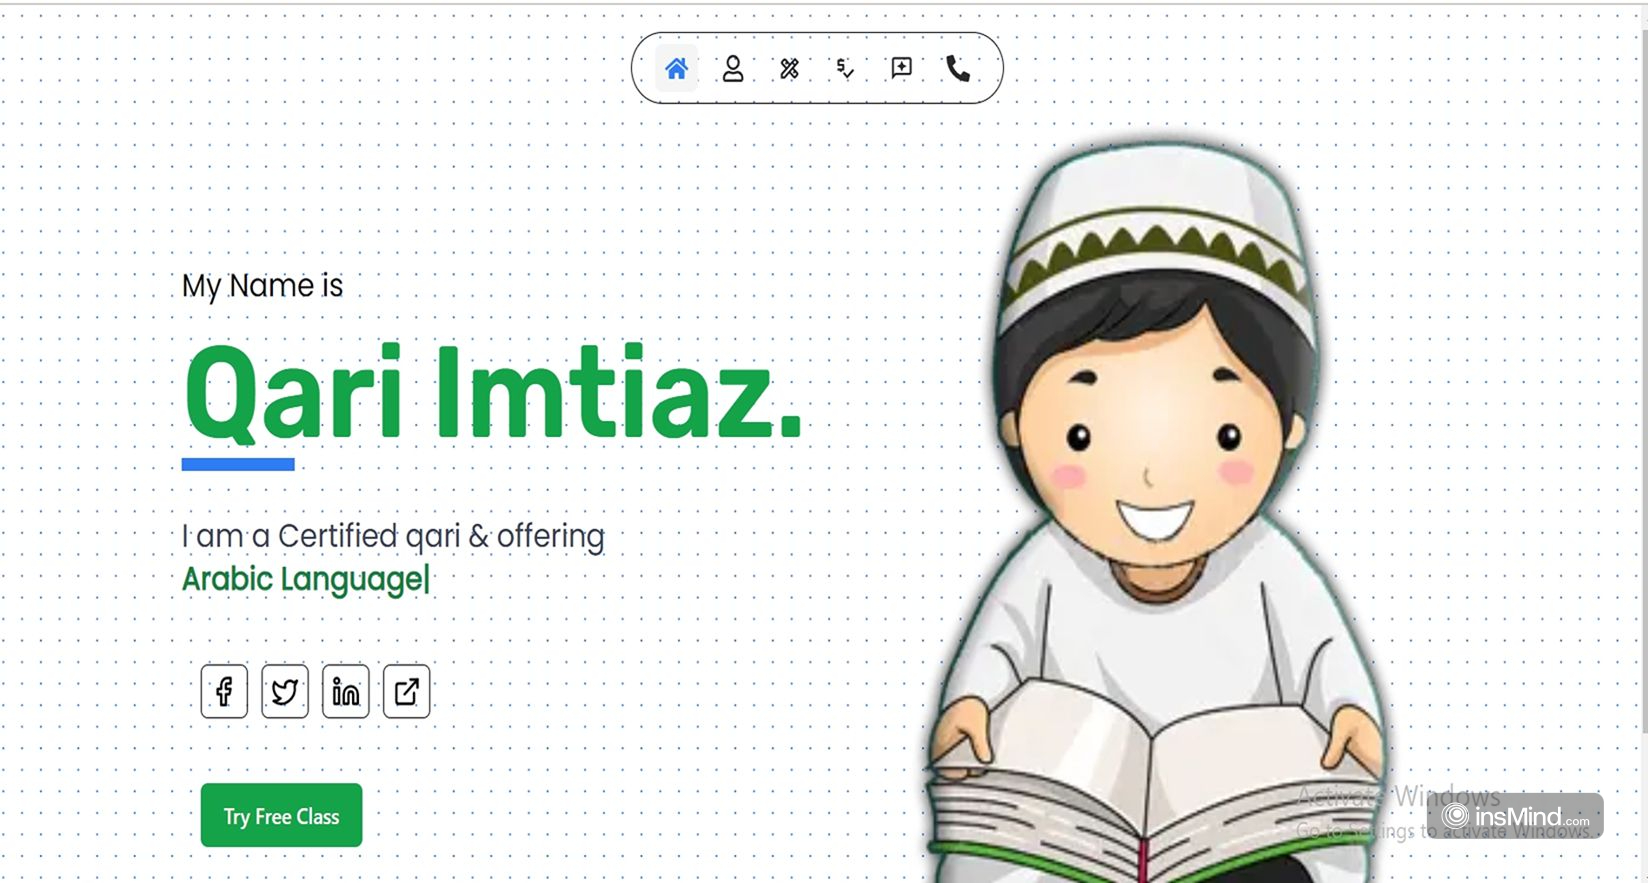 My Name is
Qari Imtiaz.
I am a Certified qari & offering
Arabic Language|
Try Free Class
Activate Windows
Go to Settings to activate Windows.
insMind.com